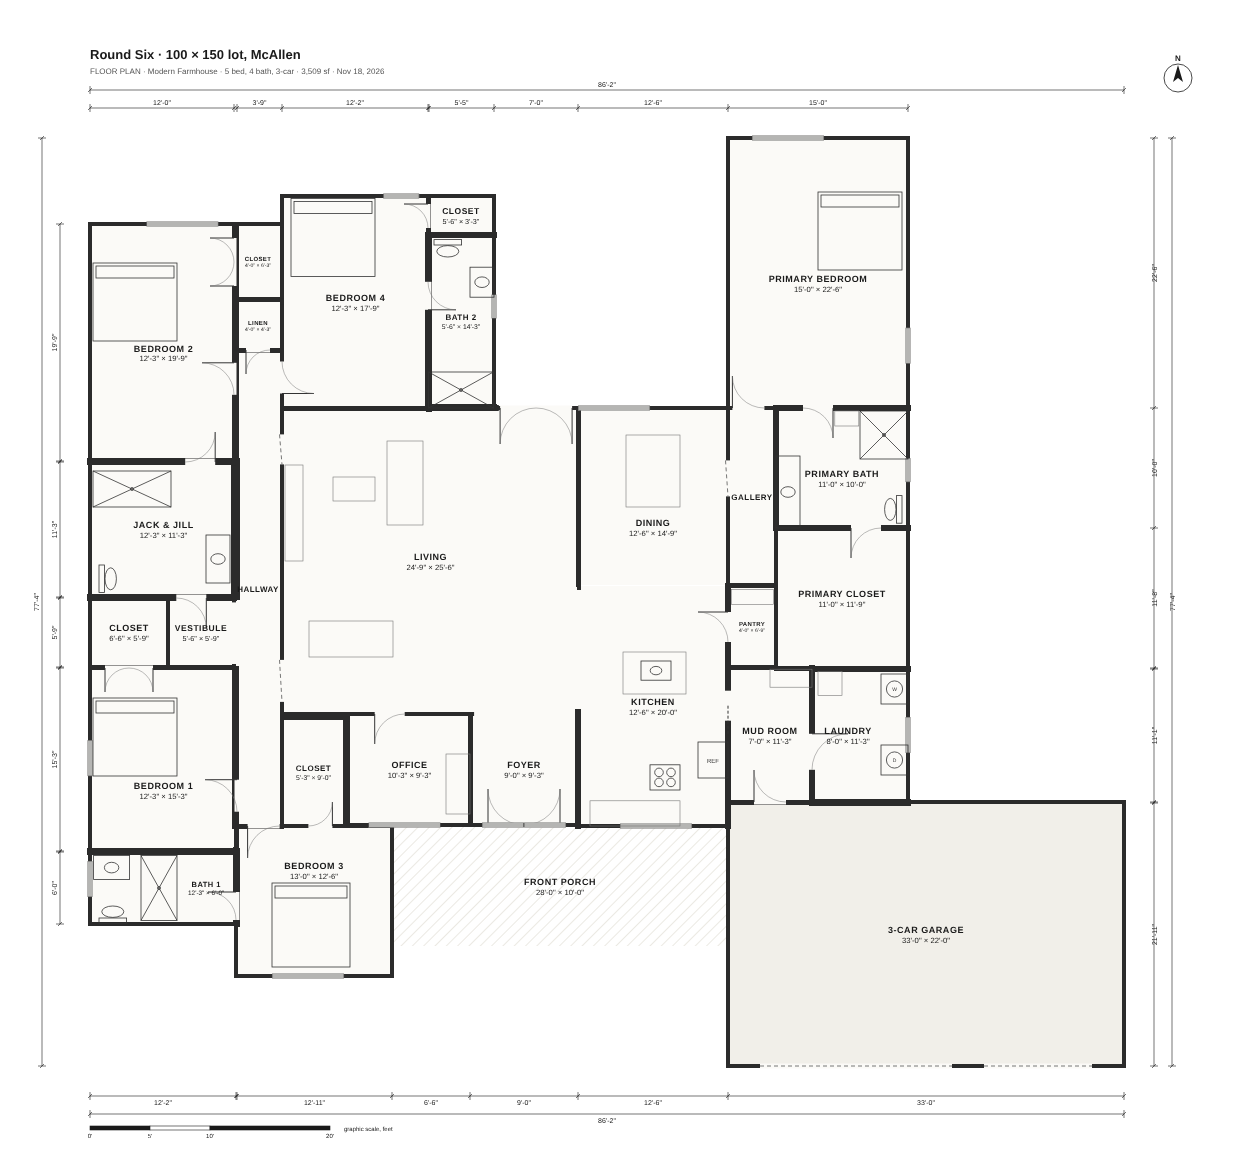 Round Six · 100 × 150 lot, McAllen
FLOOR PLAN · Modern Farmhouse · 5 bed, 4 bath, 3-car · 3,509 sf · Nov 18, 2026
N
86'-2"
12'-0"
3'-9"
12'-2"
5'-5"
7'-0"
12'-6"
15'-0"
CLOSET
5'-6" × 3'-3"
CLOSET
BEDROOM 4
12'-3" × 17'-9"
LINEN
BATH 2
5'-6" × 14'-3"
BEDROOM 2
12'-3" × 19'-9"
PRIMARY BEDROOM
15'-0" × 22'-6"
19'-9"
22'-6"
PRIMARY BATH
11'-0" × 10'-0"
GALLERY
10'-0"
JACK & JILL
12'-3" × 11'-3"
11'-3"
DINING
12'-6" × 14'-9"
LIVING
24'-9" × 25'-6"
HALLWAY
PRIMARY CLOSET
11'-0" × 11'-9"
11'-8"
77'-4"
77'-4"
CLOSET
6'-6" × 5'-9"
VESTIBULE
5'-6" × 5'-9"
5'-9"
PANTRY
KITCHEN
12'-6" × 20'-0"
W
MUD ROOM
7'-0" × 11'-3"
LAUNDRY
8'-0" × 11'-3"
11'-1"
D
REF
CLOSET
5'-3" × 9'-0"
OFFICE
10'-3" × 9'-3"
FOYER
9'-0" × 9'-3"
BEDROOM 1
12'-3" × 15'-3"
15'-3"
BEDROOM 3
13'-0" × 12'-6"
BATH 1
12'-3" × 6'-0"
6'-0"
FRONT PORCH
28'-0" × 10'-0"
3-CAR GARAGE
33'-0" × 22'-0"
21'-11"
12'-2"
12'-11"
6'-6"
9'-0"
12'-6"
33'-0"
86'-2"
graphic scale, feet
0'
5'
10'
20'